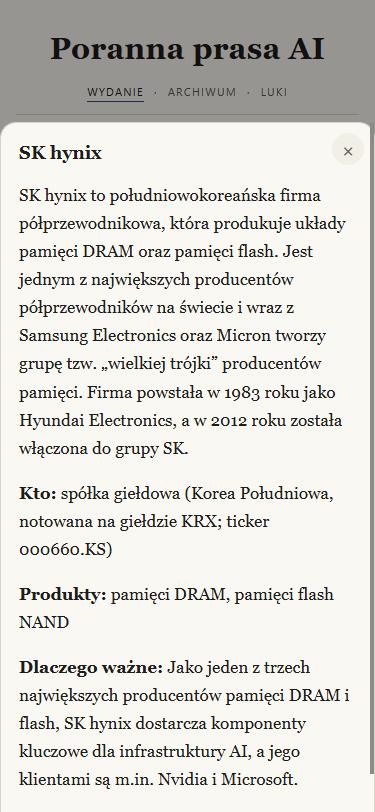 Poranna prasa AI
WYDANIE · ARCHIWUM · LUKI
SK hynix
×
SK hynix to południowokoreańska firma
półprzewodnikowa, która produkuje układy
pamięci DRAM oraz pamięci flash. Jest
jednym z największych producentów
półprzewodników na świecie i wraz z
Samsung Electronics oraz Micron tworzy
grupę tzw. „wielkiej trójki” producentów
pamięci. Firma powstała w 1983 roku jako
Hyundai Electronics, a w 2012 roku została
włączona do grupy SK.
Kto: spółka giełdowa (Korea Południowa,
notowana na giełdzie KRX; ticker
000660.KS)
Produkty: pamięci DRAM, pamięci flash
NAND
Dlaczego ważne: Jako jeden z trzech
największych producentów pamięci DRAM i
flash, SK hynix dostarcza komponenty
kluczowe dla infrastruktury AI, a jego
klientami są m.in. Nvidia i Microsoft.